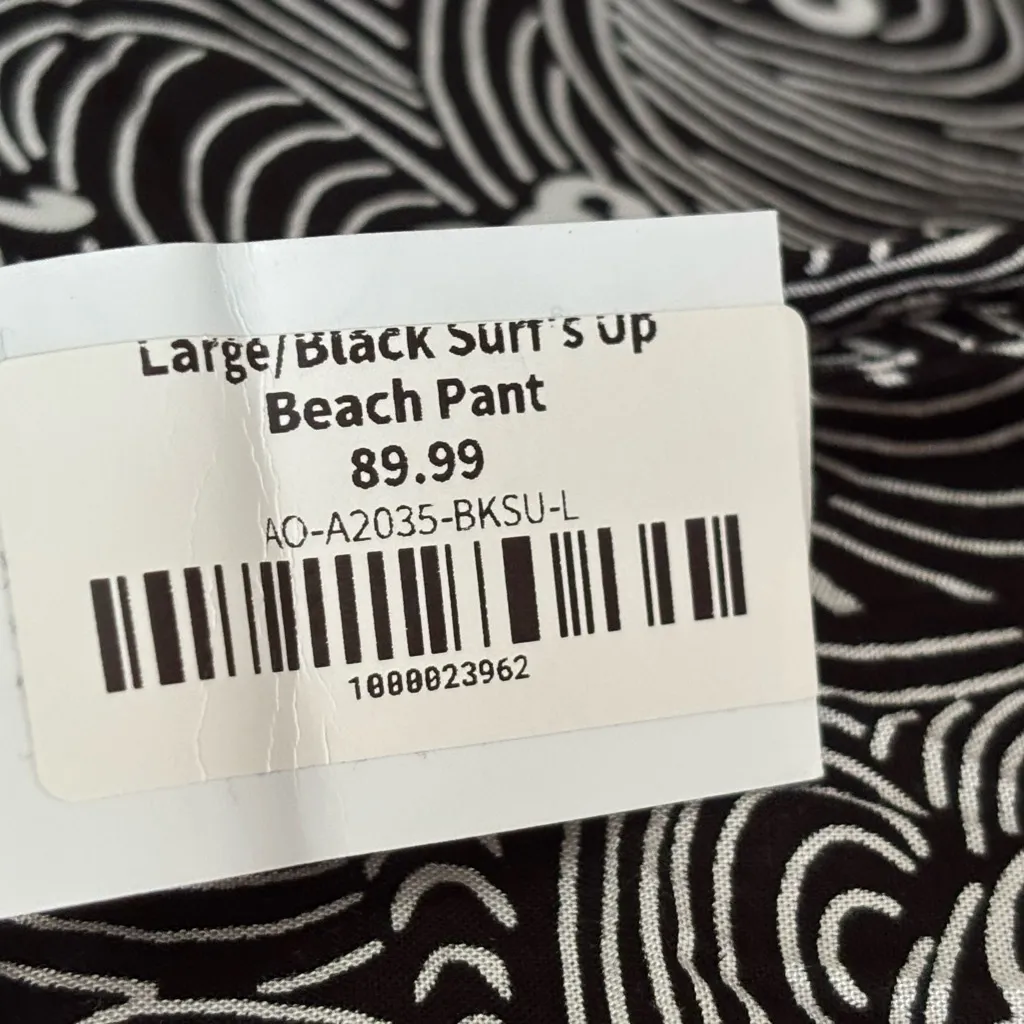 Large/Black Surf's Up
Beach Pant
89.99
AO-A2035-BKSU-L
1000023962